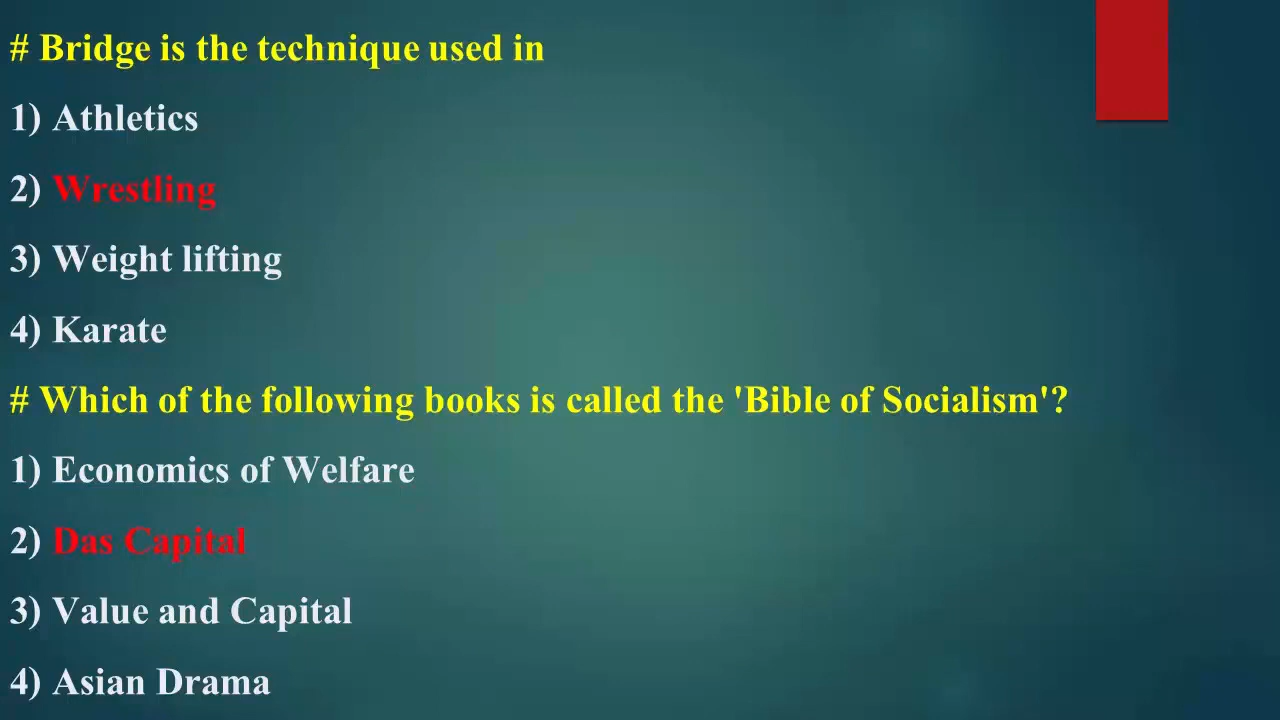 # Bridge is the technique used in
1) Athletics
2) Wrestling
3) Weight lifting
4) Karate
# Which of the following books is called the 'Bible of Socialism'?
1) Economics of Welfare
2) Das Capital
3) Value and Capital
4) Asian Drama